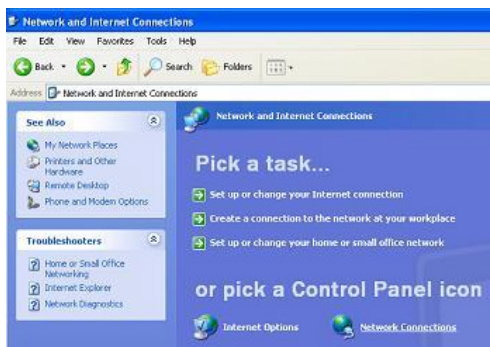 Network and Internet Connections
File Edit View Favorites Tools Help
Back Search Folders
Address Network and Internet Connections
See Also
My Network Places
Printers and Other
Hardware
Remote Desktop
Phone and Modem Options
Troubleshooters
Home or Small Office
Networking
Internet Explorer
Network Diagnostics
Network and Internet Connections
Pick a task...
Set up or change your Internet connection
Create a connection to the network at your workplace
Set up or change your home or small office network
or pick a Control Panel icon
Internet Options Network Connections